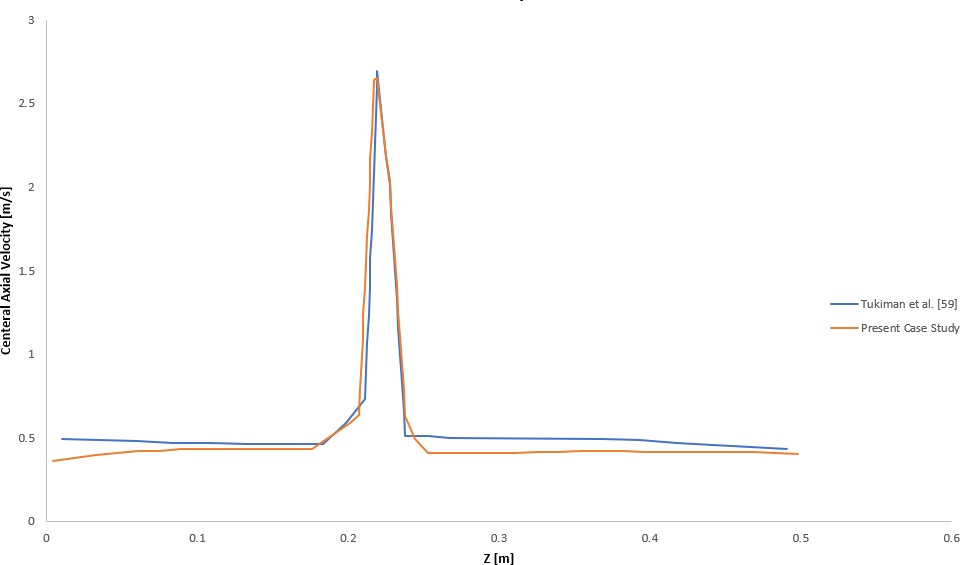 3
2.5
2
1.5
1
0.5
0
Centeral Axial Velocity [m/s]
0 0.1 0.2 0.3 0.4 0.5 0.6
Z [m]
Tukiman et al. [59]
Present Case Study